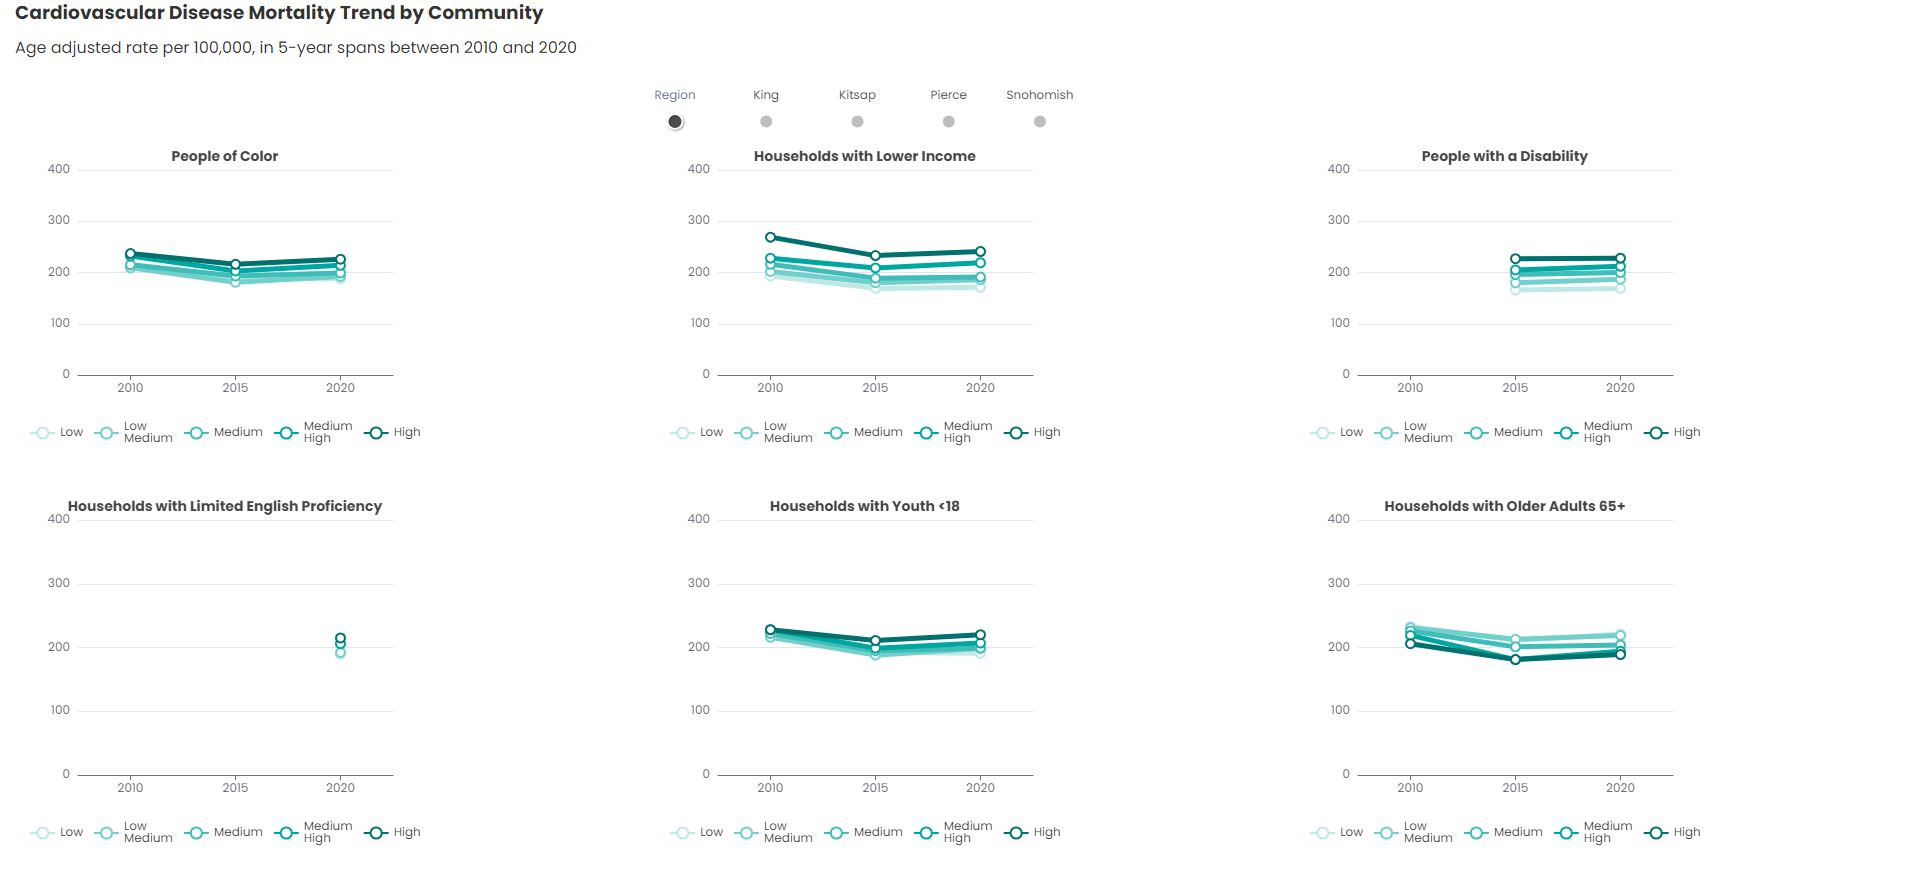 Cardiovascular Disease Mortality Trend by Community
Age adjusted rate per 100,000, in 5-year spans between 2010 and 2020
Region King Kitsap Pierce Snohomish
People of Color
400
300
200
100
0
2010 2015 2020
Low Low Medium Medium Medium High High
Households with Lower Income
400
300
200
100
0
2010 2015 2020
Low Low Medium Medium Medium High High
People with a Disability
400
300
200
100
0
2010 2015 2020
Low Low Medium Medium Medium High High
Households with Limited English Proficiency
400
300
200
100
0
2010 2015 2020
Low Low Medium Medium Medium High High
Households with Youth <18
400
300
200
100
0
2010 2015 2020
Low Low Medium Medium Medium High High
Households with Older Adults 65+
400
300
200
100
0
2010 2015 2020
Low Low Medium Medium Medium High High